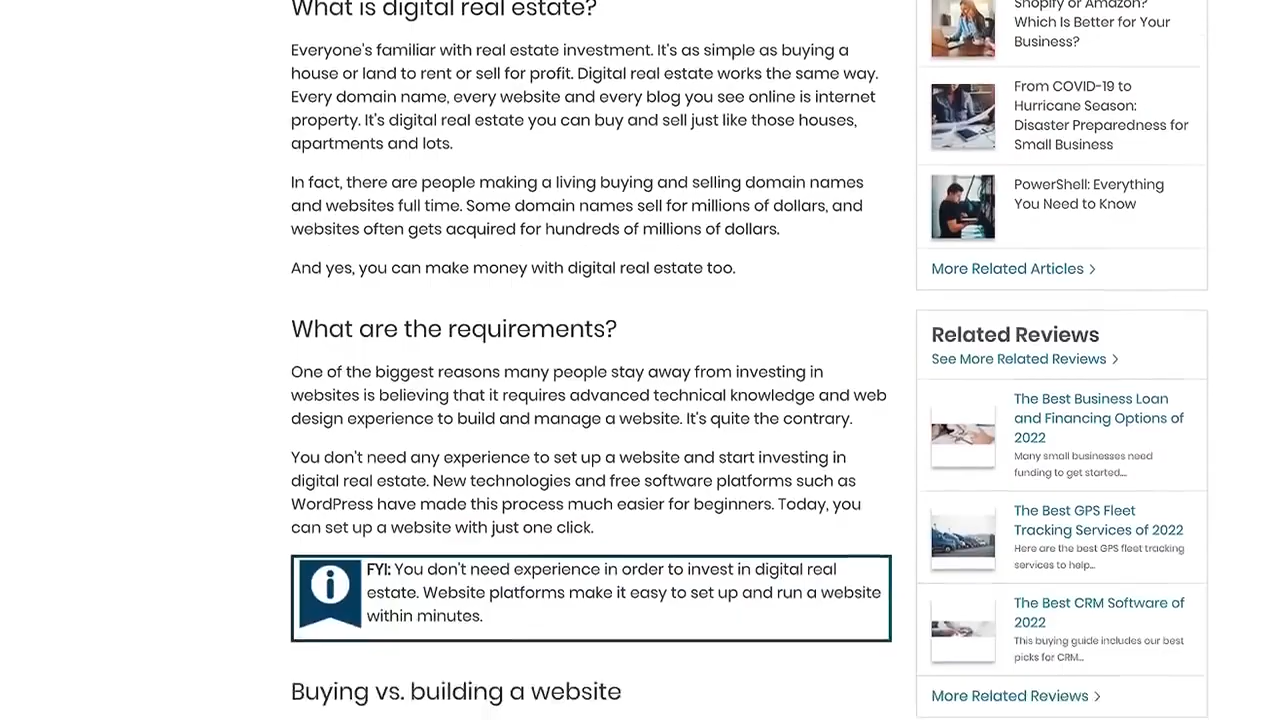 What is digital real estate?
Everyone's familiar with real estate investment. It's as simple as buying a
house or land to rent or sell for profit. Digital real estate works the same way.
Every domain name, every website and every blog you see online is internet
property. It's digital real estate you can buy and sell just like those houses,
apartments and lots.
In fact, there are people making a living buying and selling domain names
and websites full time. Some domain names sell for millions of dollars, and
websites often gets acquired for hundreds of millions of dollars.
And yes, you can make money with digital real estate too.
What are the requirements?
One of the biggest reasons many people stay away from investing in
websites is believing that it requires advanced technical knowledge and web
design experience to build and manage a website. It's quite the contrary.
You don't need any experience to set up a website and start investing in
digital real estate. New technologies and free software platforms such as
WordPress have made this process much easier for beginners. Today, you
can set up a website with just one click.
FYI: You don't need experience in order to invest in digital real
estate. Website platforms make it easy to set up and run a website
within minutes.
Buying vs. building a website
Shopify or Amazon?
Which Is Better for Your
Business?
From COVID-19 to
Hurricane Season:
Disaster Preparedness for
Small Business
PowerShell: Everything
You Need to Know
More Related Articles >
Related Reviews
See More Related Reviews >
The Best Business Loan
and Financing Options of
2022
Many small businesses need
funding to get started....
The Best GPS Fleet
Tracking Services of 2022
Here are the best GPS fleet tracking
services to help...
The Best CRM Software of
2022
This buying guide includes our best
picks for CRM...
More Related Reviews >